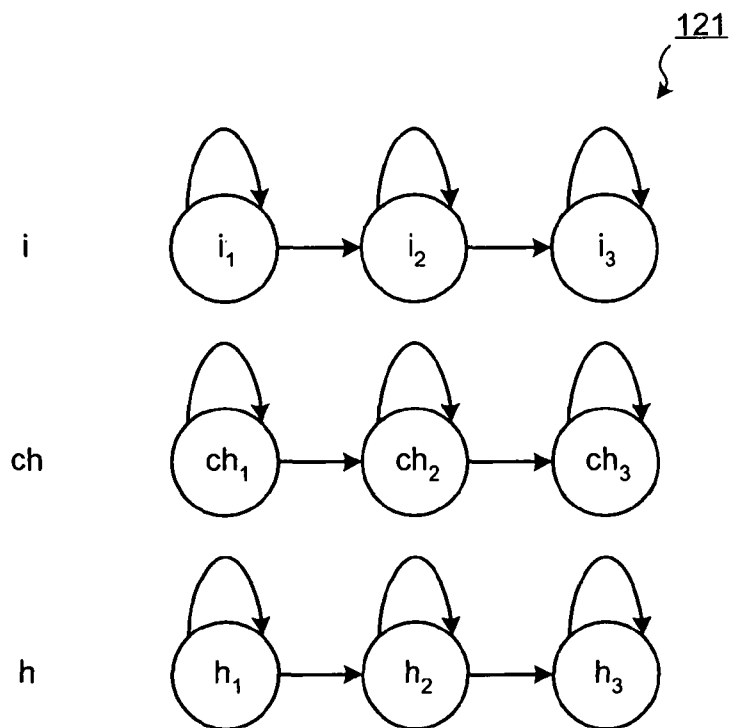 121
i i₁ i₂ i₃
ch ch₁ ch₂ ch₃
h h₁ h₂ h₃